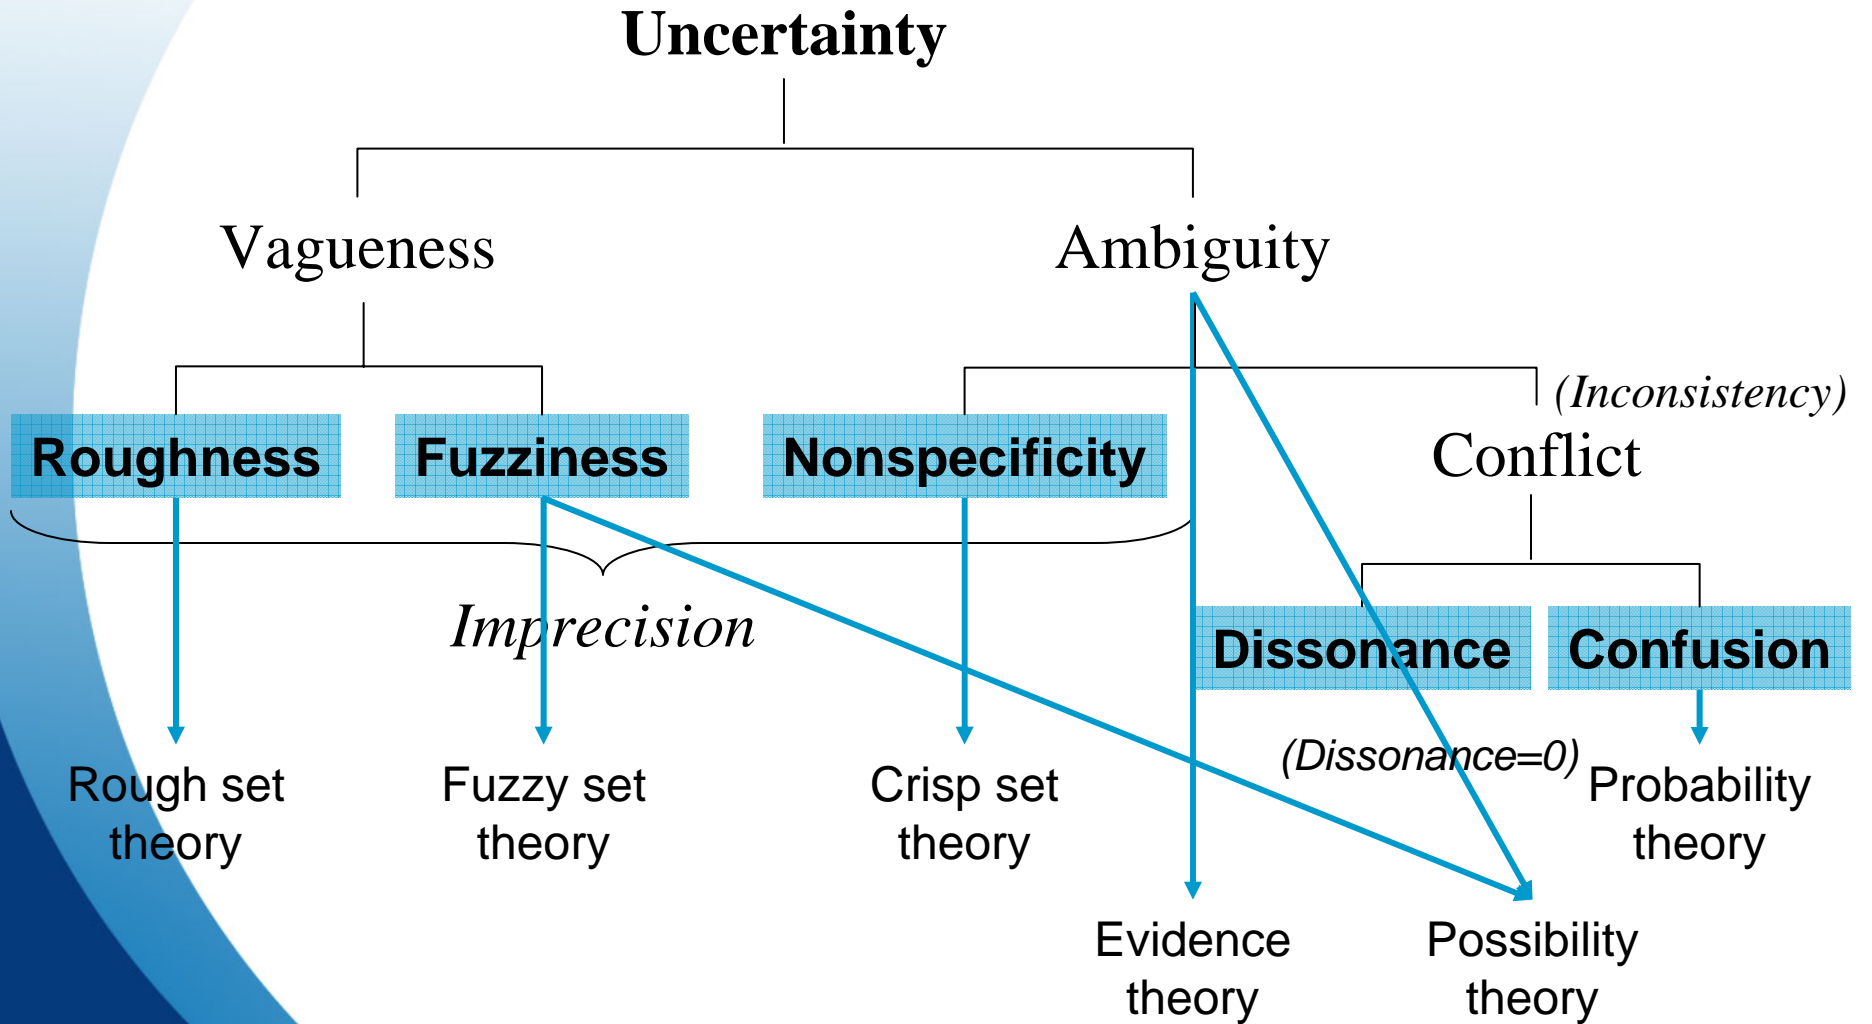 Uncertainty
Vagueness
Ambiguity
(Inconsistency)
Roughness
Fuzziness
Nonspecificity
Conflict
Imprecision
Dissonance
Confusion
(Dissonance=0)
Rough set
theory
Fuzzy set
theory
Crisp set
theory
Probability
theory
Evidence
theory
Possibility
theory